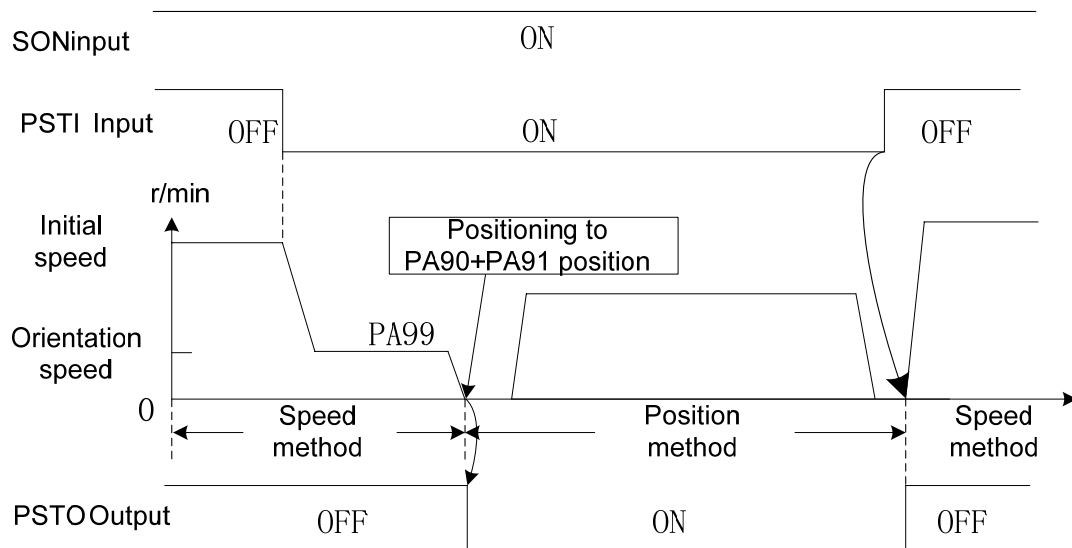 SONinput
ON
PSTI Input
OFF
ON
OFF
r/min
Initial
speed
Positioning to
PA90+PA91 position
Orientation
speed
PA99
0
Speed
method
Position
method
Speed
method
PSTO Output
OFF
ON
OFF